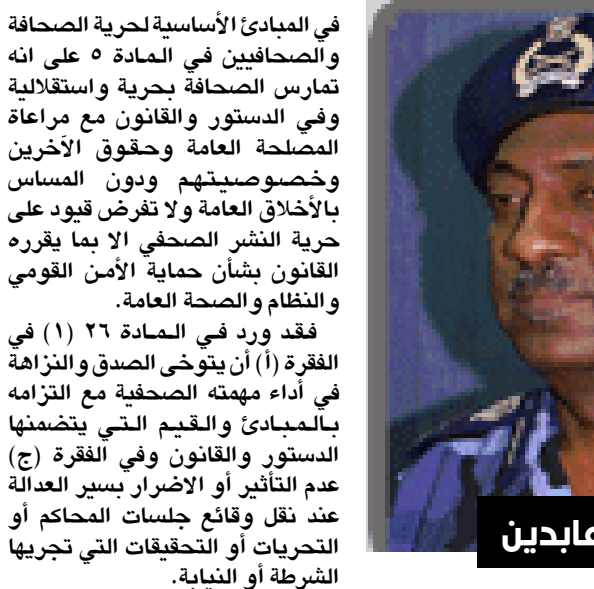 في المبادئ الأساسية لحرية الصحافة
والصحافيين في المادة ٥ على انه
تمارس الصحافة بحرية واستقلالية
وفي الدستور والقانون مع مراعاة
المصلحة العامة وحقوق الآخرين
وخصوصيتهم ودون المساس
بالأخلاق العامة ولا تفرض قيود على
حرية النشر الصحفي الا بما يقرره
القانون بشأن حماية الأمن القومي
والنظام والصحة العامة.
فقد ورد في المادة ٢٦ (١) في
الفقرة (أ) أن يتوخى الصدق والنزاهة
في أداء مهمته الصحفية مع التزامه
بالمبادئ والقيم التي يتضمنها
الدستور والقانون وفي الفقرة (ج)
عدم التأثير أو الاضرار بسير العدالة
عند نقل وقائع جلسات المحاكم أو
التحريات أو التحقيقات التي تجريها
الشرطة أو النيابة.
عابدين